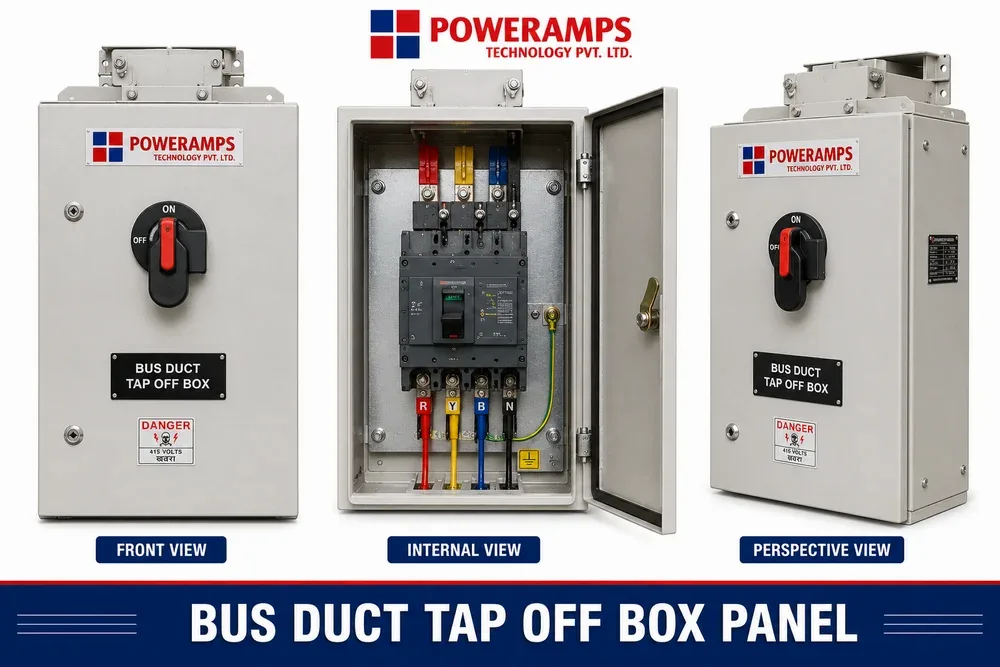 POWERAMPS
TECHNOLOGY PVT. LTD.
POWERAMPS
TECHNOLOGY PVT. LTD.
ON
OFF
BUS DUCT
TAP OFF BOX
DANGER
415 VOLTS
खतरा
FRONT VIEW
R
Y
B
N
INTERNAL VIEW
POWERAMPS
TECHNOLOGY PVT. LTD.
ON
OFF
BUS DUCT
TAP OFF BOX
DANGER
415 VOLTS
खतरा
PERSPECTIVE VIEW
BUS DUCT TAP OFF BOX PANEL